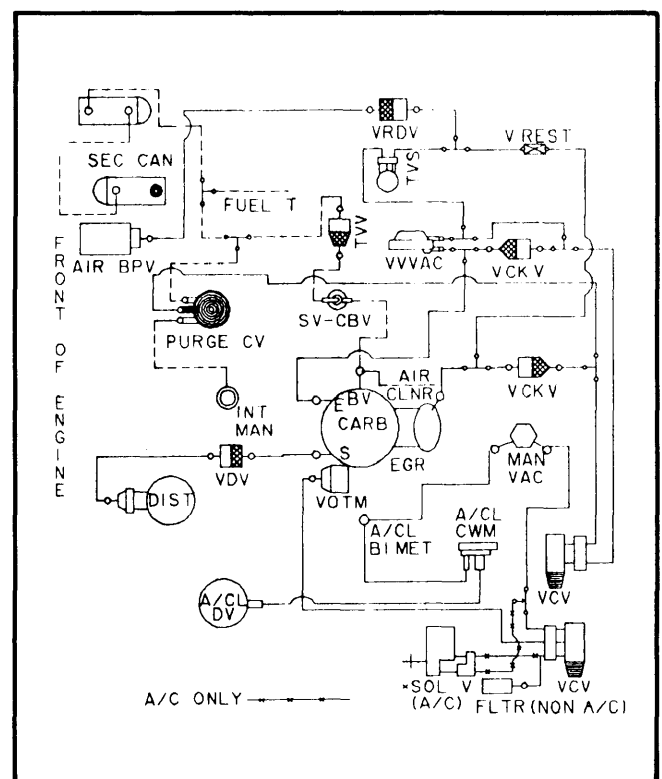 VRDV
V REST
TVS
SEC CAN
FUEL T
TVV
FRONT OF ENGINE
AIR BPV
VVVAC
VCKV
SV-CBV
PURGE CV
AIR
CLNR
VCKV
BV
E
CARB
INT
MAN
S
EGR
MAN
VAC
VDV
DIST
VOTM
A/CL
BIMET
A/CL
CWM
A/CL
DV
VCV
*SOL V
(A/C)
VCV
FLTR (NON A/C)
A/C ONLY